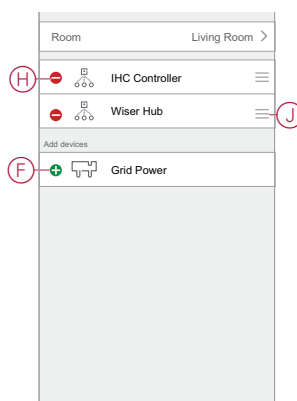 Room Living Room >
H IHC Controller
Wiser Hub J
Add devices
F Grid Power